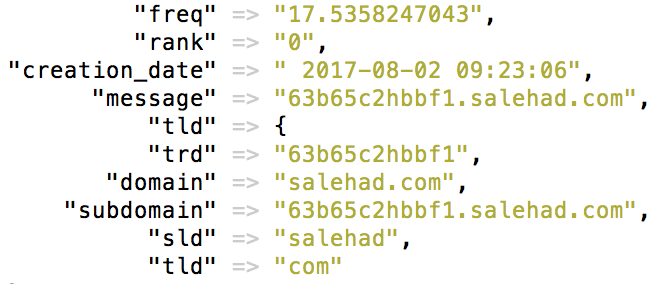 "freq" => "17.5358247043",
"rank" => "0",
"creation_date" => " 2017-08-02 09:23:06",
"message" => "63b65c2hbbf1.salehad.com",
"tld" => {
"trd" => "63b65c2hbbf1",
"domain" => "salehad.com",
"subdomain" => "63b65c2hbbf1.salehad.com",
"sld" => "salehad",
"tld" => "com"